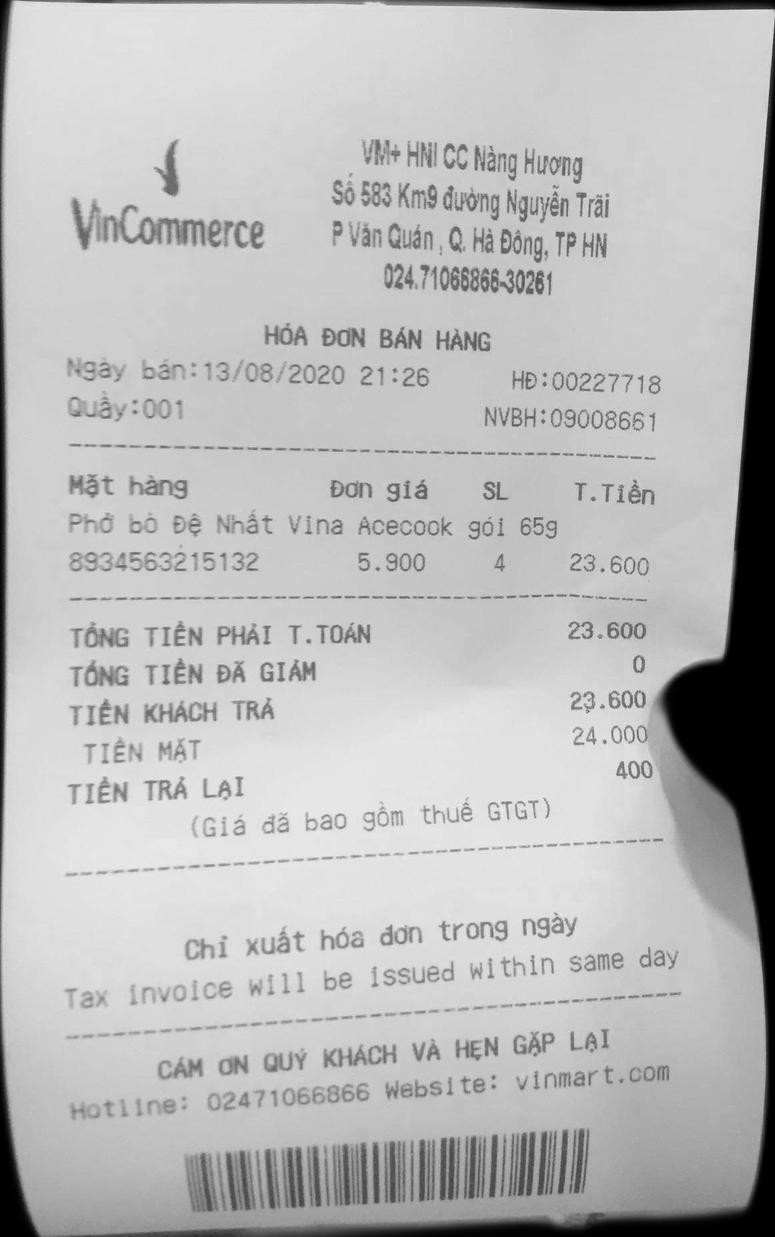 VinCommerce
VM+ HNI CC Nàng Hương
Số 583 Km9 đường Nguyễn Trãi
P Văn Quán , Q. Hà Đông, TP HN
024.71066866-30261
HÓA ĐƠN BÁN HÀNG
Ngày bán:13/08/2020 21:26 HĐ:00227718
Quầy:001 NVBH:09008661
Mặt hàng Đơn giá SL T.Tiền
Phở bò Đệ Nhất Vina Acecook gói 65g
8934563215132 5.900 4 23.600
TỔNG TIỀN PHẢI T.TOÁN 23.600
TỔNG TIỀN ĐÃ GIẢM 0
TIỀN KHÁCH TRẢ 23.600
TIỀN MẶT 24.000
TIỀN TRẢ LẠI 400
(Giá đã bao gồm thuế GTGT)
Chỉ xuất hóa đơn trong ngày
Tax invoice will be issued within same day
CẢM ƠN QUÝ KHÁCH VÀ HẸN GẶP LẠI
Hotline: 02471066866 Website: vinmart.com